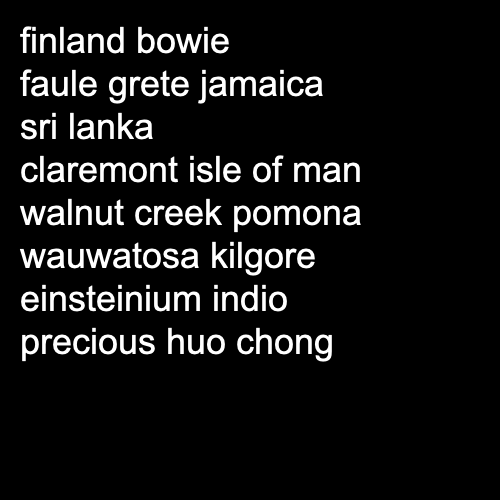 finland bowie
faule grete jamaica
sri lanka
claremont isle of man
walnut creek pomona
wauwatosa kilgore
einsteinium indio
precious huo chong